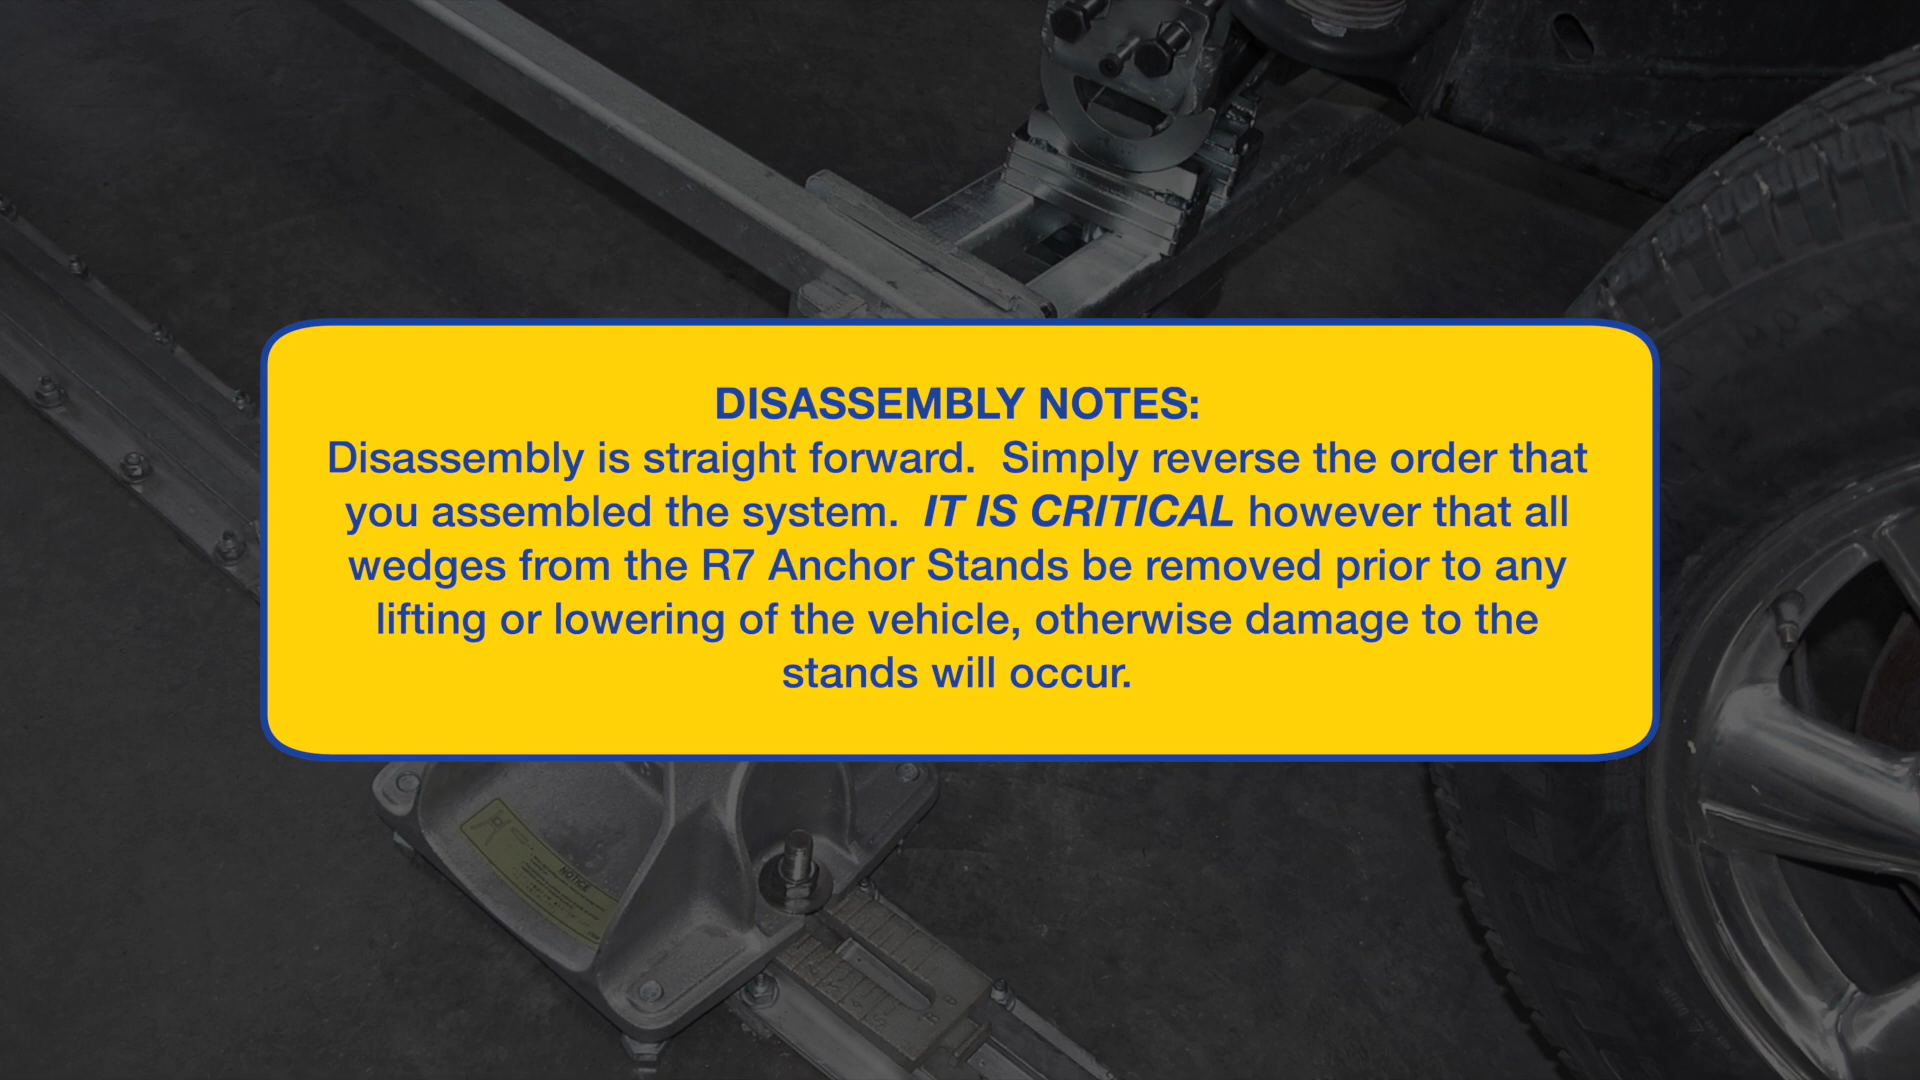 DISASSEMBLY NOTES:
Disassembly is straight forward.  Simply reverse the order that
you assembled the system.  IT IS CRITICAL however that all
wedges from the R7 Anchor Stands be removed prior to any
lifting or lowering of the vehicle, otherwise damage to the
stands will occur.
NOTICE